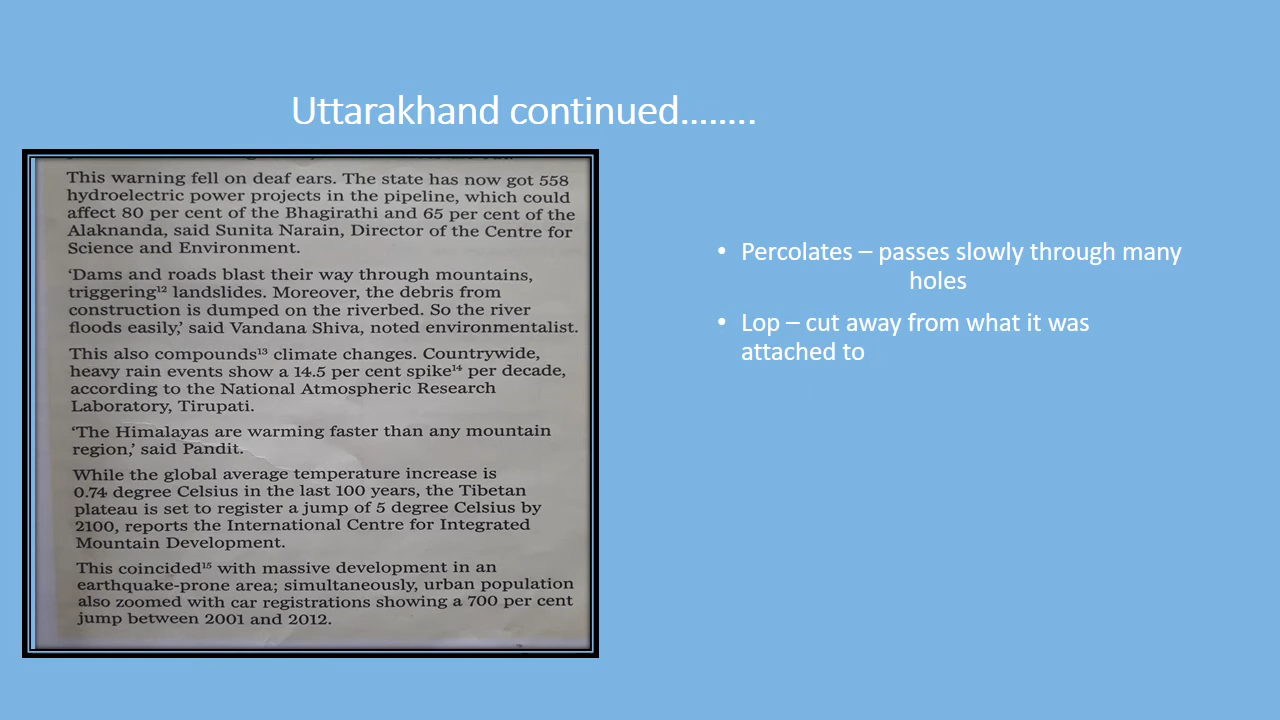 Uttarakhand continued........
This warning fell on deaf ears. The state has now got 558
hydroelectric power projects in the pipeline, which could
affect 80 per cent of the Bhagirathi and 65 per cent of the
Alaknanda, said Sunita Narain, Director of the Centre for
Science and Environment.
‘Dams and roads blast their way through mountains,
triggering¹² landslides. Moreover, the debris from
construction is dumped on the riverbed. So the river
floods easily,’ said Vandana Shiva, noted environmentalist.
This also compounds¹³ climate changes. Countrywide,
heavy rain events show a 14.5 per cent spike¹⁴ per decade,
according to the National Atmospheric Research
Laboratory, Tirupati.
‘The Himalayas are warming faster than any mountain
region,’ said Pandit.
While the global average temperature increase is
0.74 degree Celsius in the last 100 years, the Tibetan
plateau is set to register a jump of 5 degree Celsius by
2100, reports the International Centre for Integrated
Mountain Development.
This coincided¹⁵ with massive development in an
earthquake-prone area; simultaneously, urban population
also zoomed with car registrations showing a 700 per cent
jump between 2001 and 2012.
• Percolates – passes slowly through many
holes
• Lop – cut away from what it was
attached to